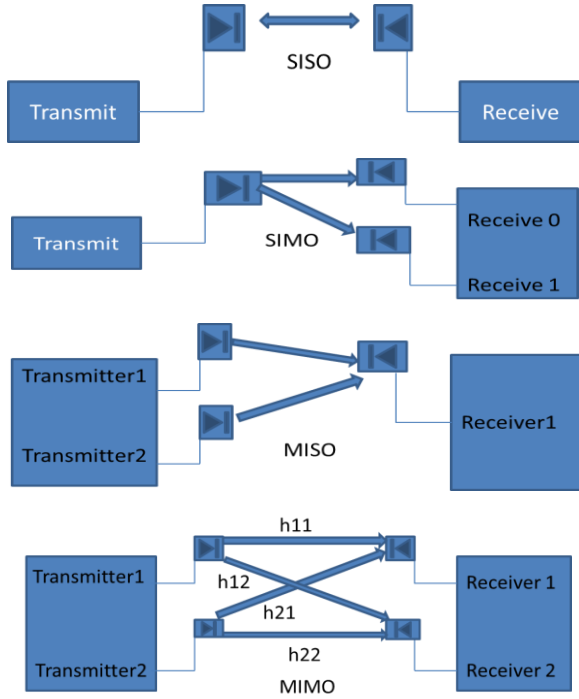 SISO
Transmit
Receive
Receive 0
Transmit
SIMO
Receive 1
Transmitter1
Receiver1
Transmitter2
MISO
h11
Transmitter1
h12
Receiver 1
h21
h22
Transmitter2
Receiver 2
MIMO